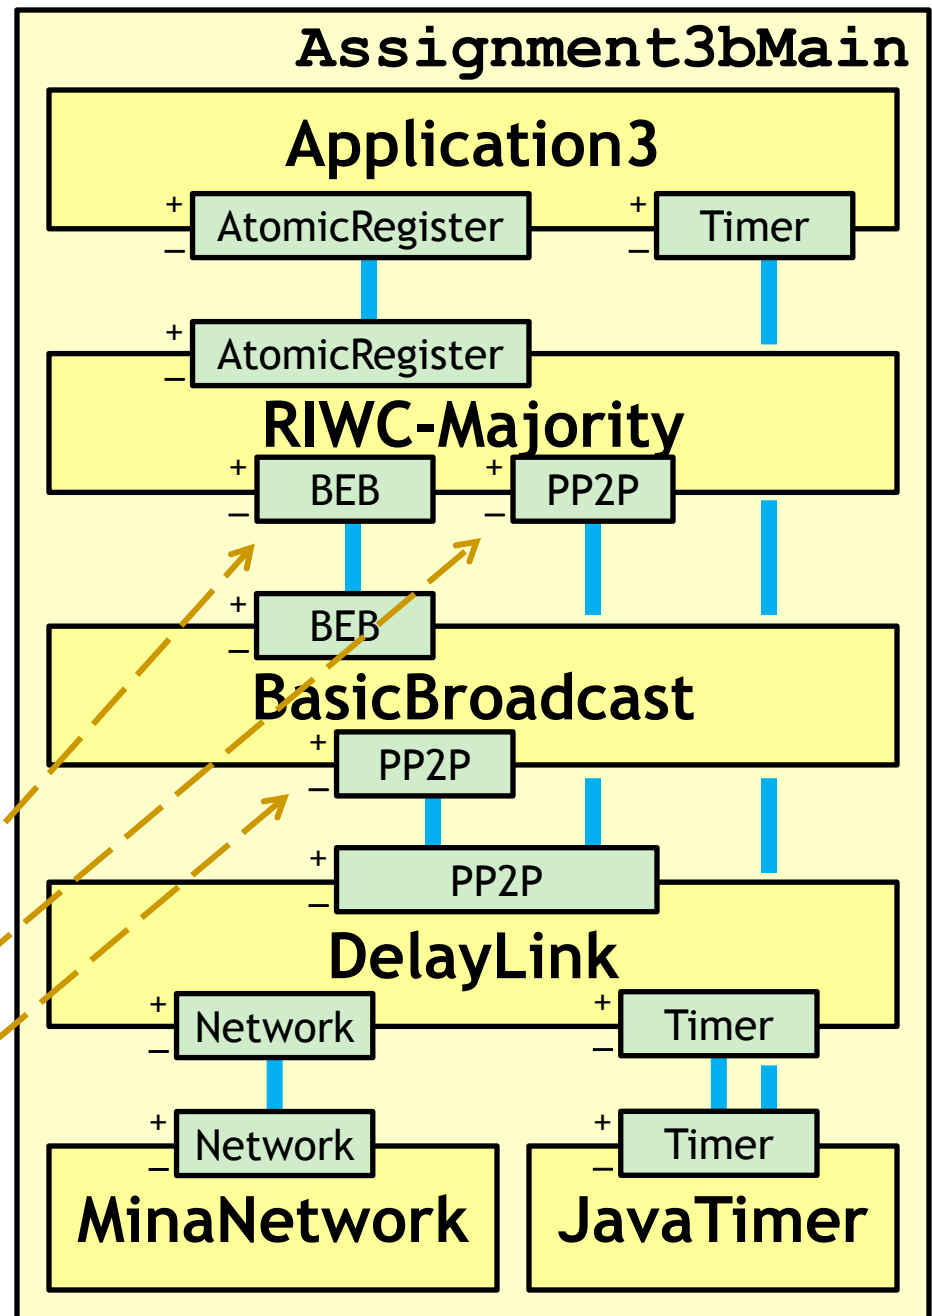 Assignment3bMain
Application3
+ +
AtomicRegister Timer
– –
+
AtomicRegister
–
RIWC-Majority
+ +
BEB PP2P
– –
+
BEB
–
BasicBroadcast
+
PP2P
–
+
PP2P
–
DelayLink
+ +
Network Timer
– –
+ +
Network Timer
– –
MinaNetwork JavaTimer